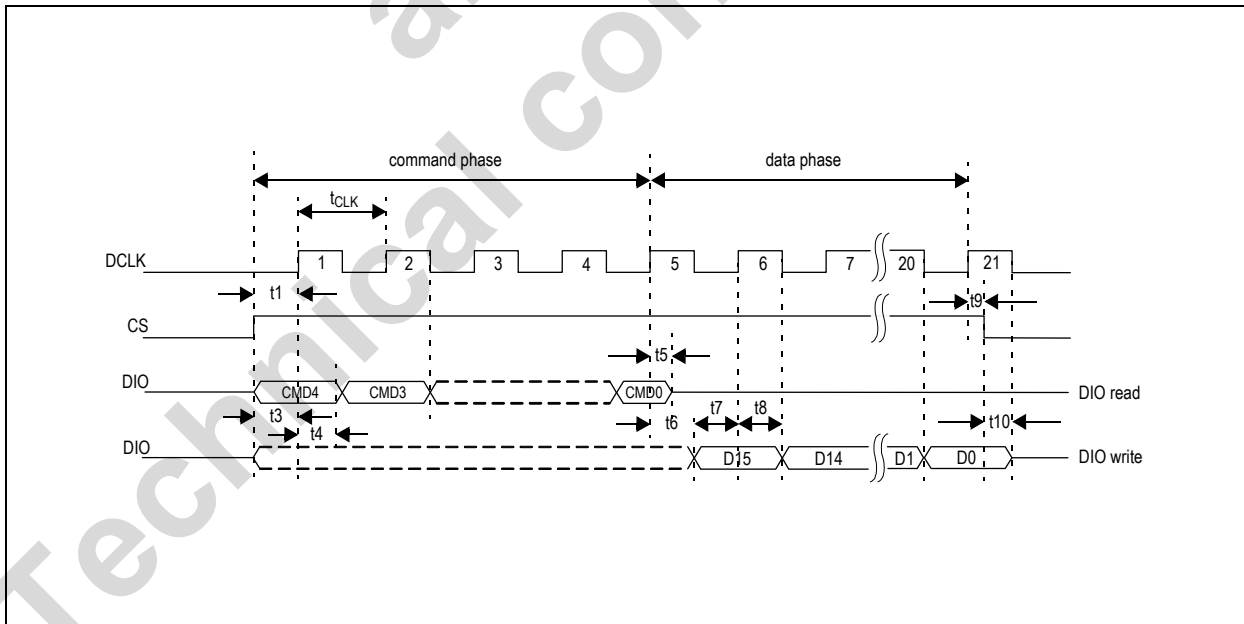 Technical con
a
command phase
data phase
tCLK
DCLK
1
2
3
4
5
6
7
20
21
t1
t9
CS
t5
DIO
CMD4
CMD3
CMD0
DIO read
t3
t4
t6
t7
t8
t10
DIO
D15
D14
D1
D0
DIO write